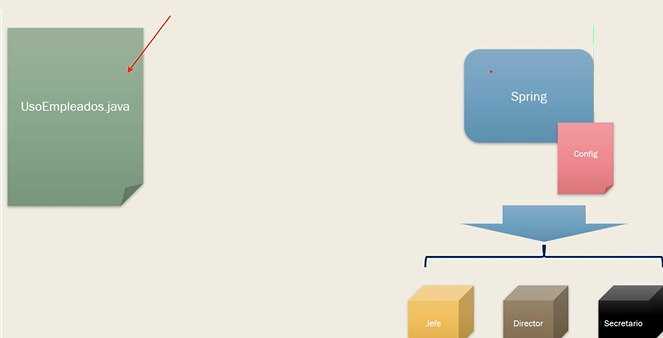 UsoEmpleados.java
Spring
Config
Jefe
Director
Secretario